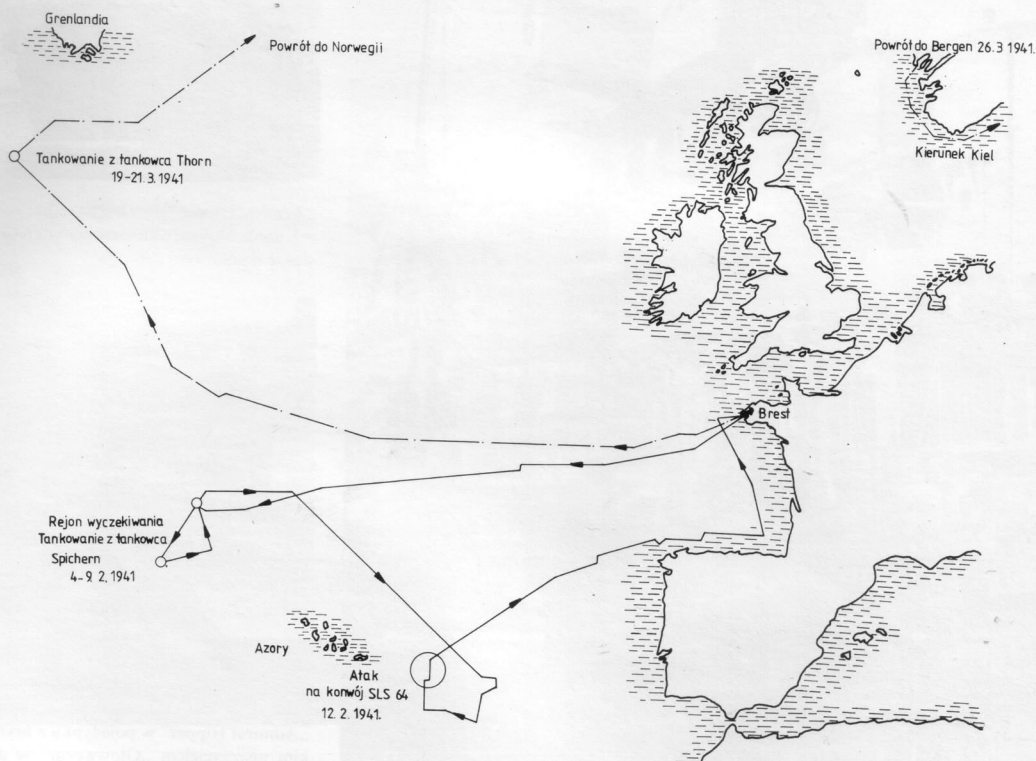 Grenlandia
Powrót do Norwegii
Powrót do Bergen 26.3 1941.
Kierunek Kiel
Tankowanie z tankowca Thorn
19-21.3.1941
Brest
Rejon wyczekiwania
Tankowanie z tankowca
Spichern
4-9.2.1941
Azory
Atak
na konwój SLS 64
12.2.1941.